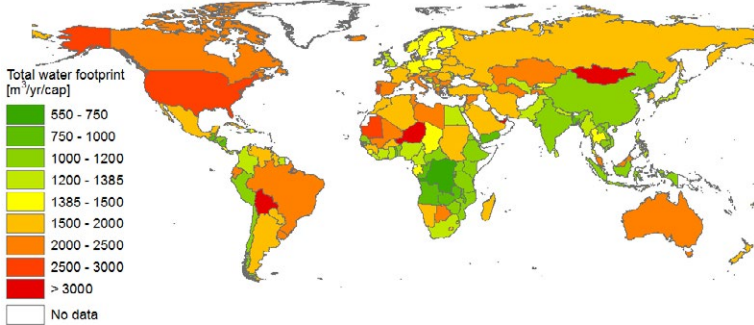 Total water footprint
[m³/yr/cap]
550 - 750
750 - 1000
1000 - 1200
1200 - 1385
1385 - 1500
1500 - 2000
2000 - 2500
2500 - 3000
> 3000
No data